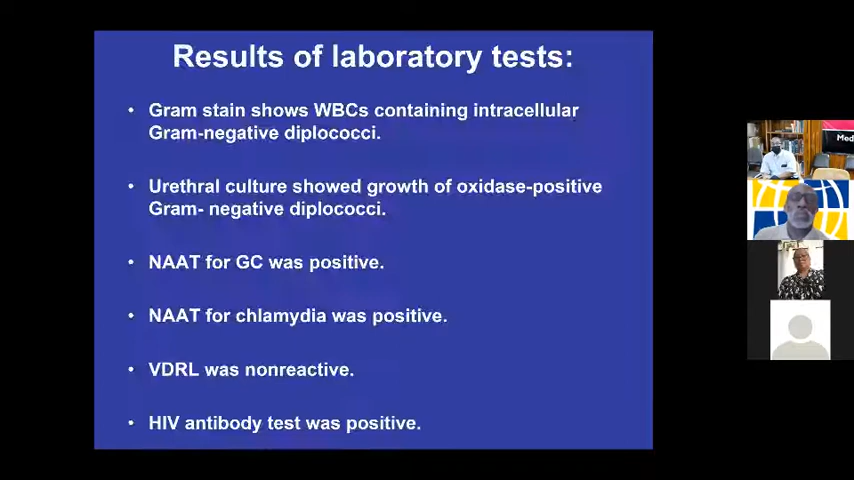 Results of laboratory tests:
• Gram stain shows WBCs containing intracellular
Gram-negative diplococci.
• Urethral culture showed growth of oxidase-positive
Gram- negative diplococci.
• NAAT for GC was positive.
• NAAT for chlamydia was positive.
• VDRL was nonreactive.
• HIV antibody test was positive.
Med